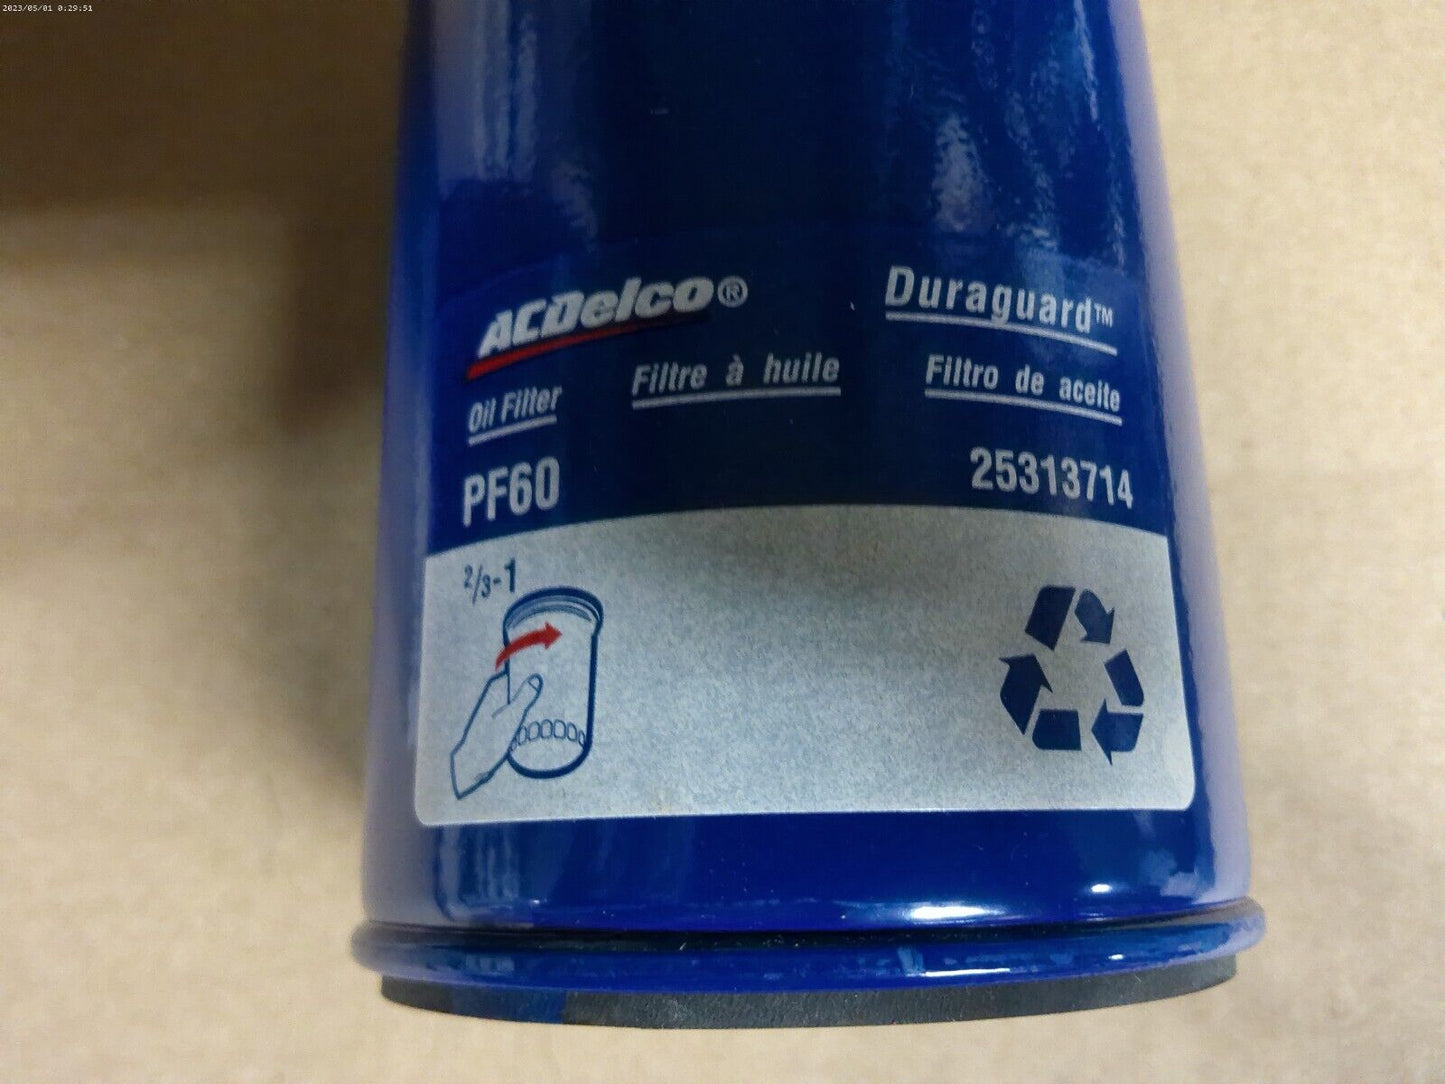 2023/05/01 0:29:51
ACDelco®
Duraguard™
Oil Filter
Filtre à huile
Filtro de aceite
PF60
25313714
2/3-1